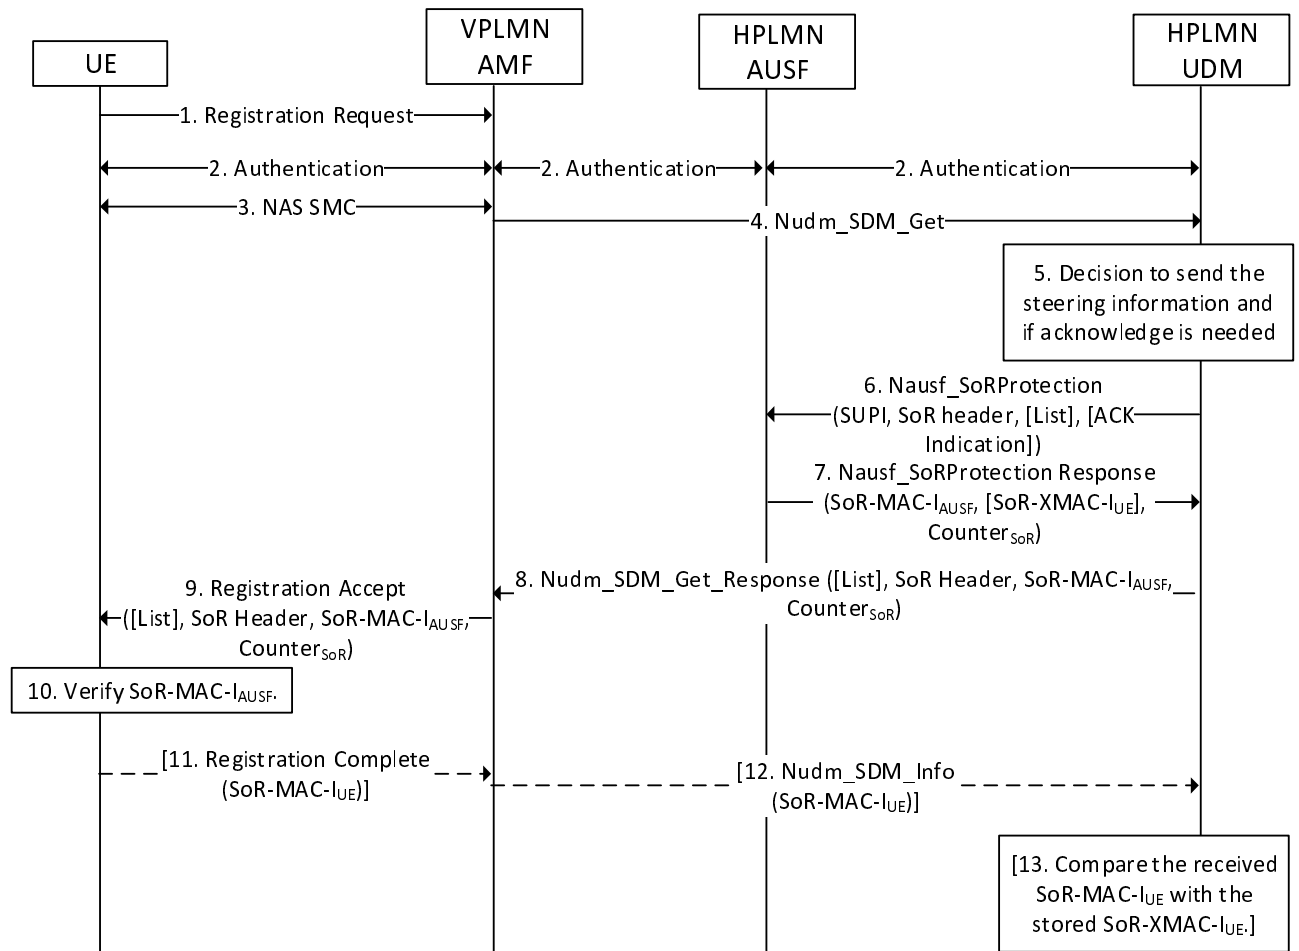 UE
VPLMN
AMF
HPLMN
AUSF
HPLMN
UDM
1. Registration Request
2. Authentication
2. Authentication
2. Authentication
3. NAS SMC
4. Nudm_SDM_Get
5. Decision to send the
steering information and
if acknowledge is needed
6. Nausf_SoRProtection
(SUPI, SoR header, [List], [ACK
Indication])
7. Nausf_SoRProtection Response
(SoR-MAC-IAUSF, [SoR-XMAC-IUE],
CounterSoR)
8. Nudm_SDM_Get_Response ([List], SoR Header, SoR-MAC-IAUSF,
CounterSoR)
9. Registration Accept
([List], SoR Header, SoR-MAC-IAUSF,
CounterSoR)
10. Verify SoR-MAC-IAUSF.
[11. Registration Complete
(SoR-MAC-IUE)]
[12. Nudm_SDM_Info
(SoR-MAC-IUE)]
[13. Compare the received
SoR-MAC-IUE with the
stored SoR-XMAC-IUE.]